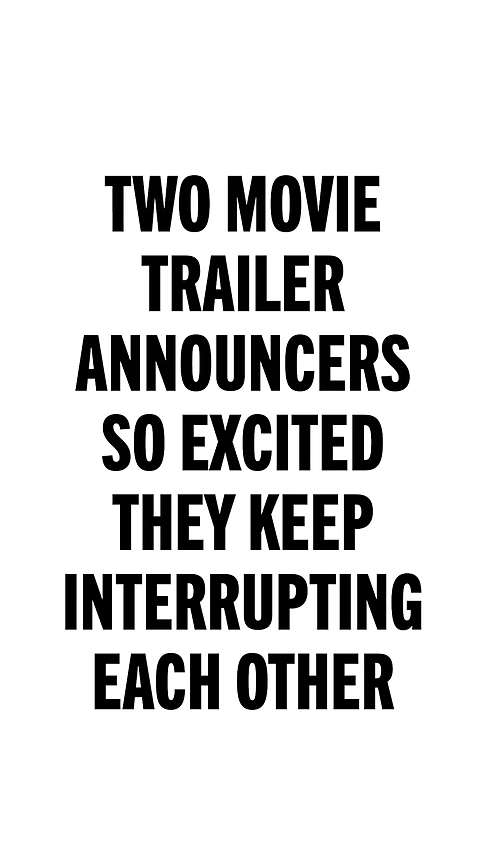 TWO MOVIE
TRAILER
ANNOUNCERS
SO EXCITED
THEY KEEP
INTERRUPTING
EACH OTHER